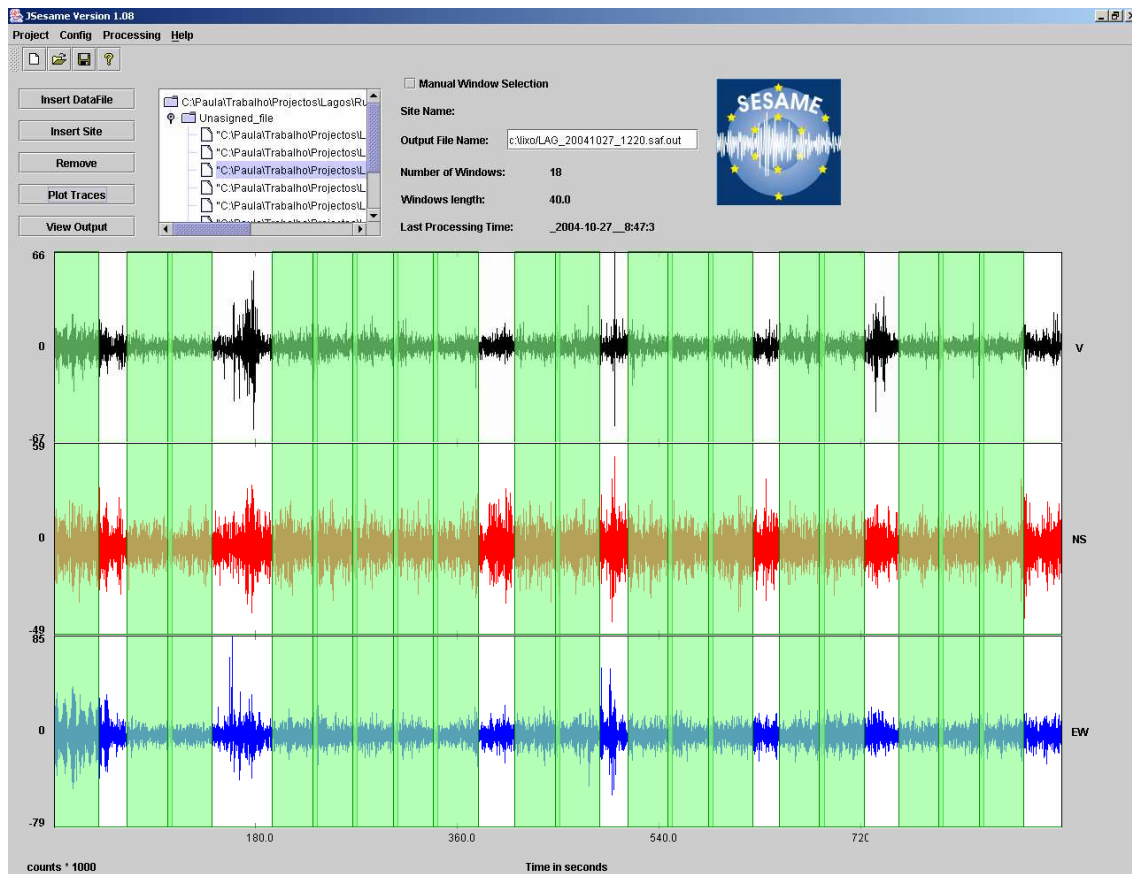 JSesame Version 1.08
Project Config Processing Help
Insert DataFile
Insert Site
Remove
Plot Traces
View Output
C:\Paula\Trabalho\Projectos\Lagos\Ru
Unasigned_file
"C:\Paula\Trabalho\Projectos\L
"C:\Paula\Trabalho\Projectos\L
"C:\Paula\Trabalho\Projectos\L
"C:\Paula\Trabalho\Projectos\L
"C:\Paula\Trabalho\Projectos\L
Manual Window Selection
Site Name:
Output File Name: c:\lixo/LAG_20041027_1220.saf.out
Number of Windows: 18
Windows length: 40.0
Last Processing Time: _2004-10-27__8:47:3
SESAME
66
0
V
-67
59
0
NS
-49
85
0
EW
-79
180.0 360.0 540.0 720
counts * 1000 Time in seconds